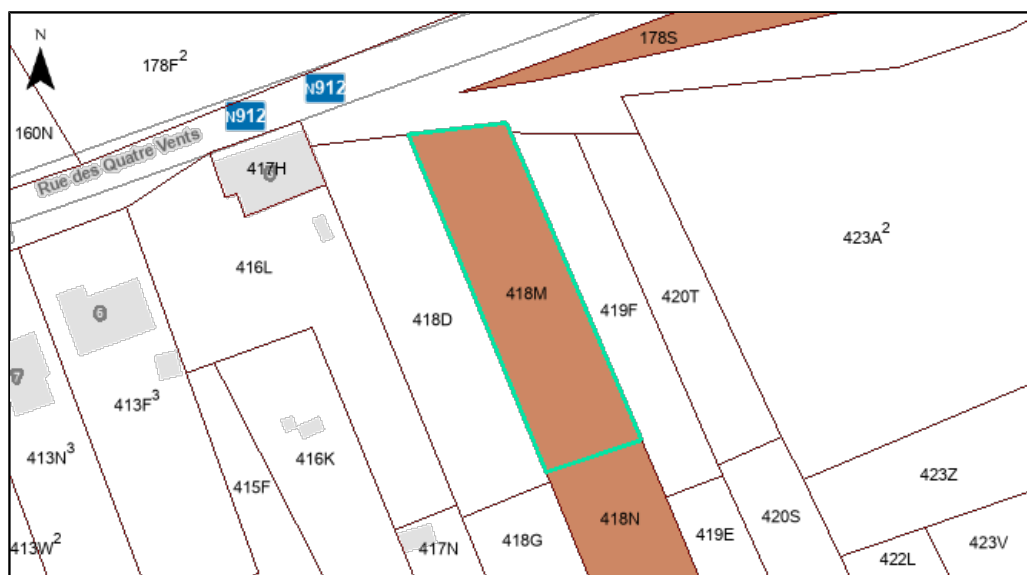 N
178F²
178S
N912
N912
160N
Rue des Quatre Vents
417H
423A²
416L
418M
420T
419F
6
418D
7
413F³
413N³
416K
423Z
415F
420S
418N
419E
418G
423V
413W²
417N
422L